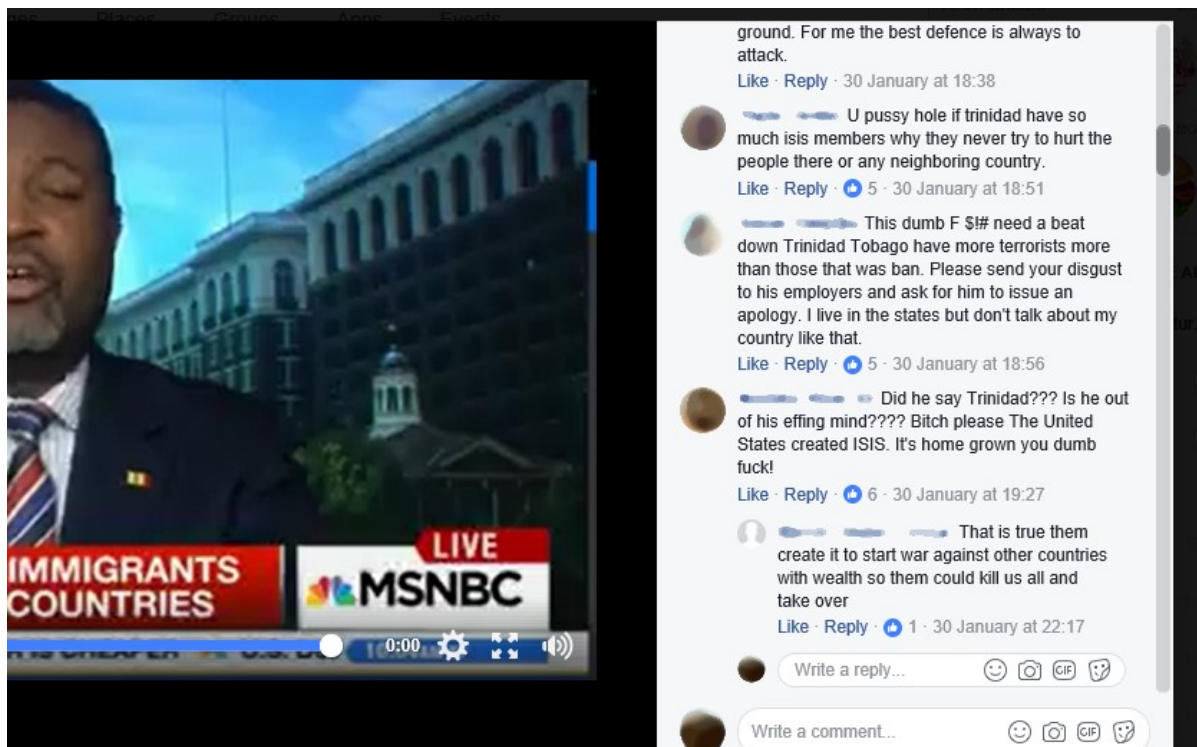 Places Groups Apps Events
IMMIGRANTS
COUNTRIES
LIVE
MSNBC
0:00
ground. For me the best defence is always to
attack.
Like · Reply · 30 January at 18:38
U pussy hole if trinidad have so
much isis members why they never try to hurt the
people there or any neighboring country.
Like · Reply · 5 · 30 January at 18:51
This dumb F $!# need a beat
down Trinidad Tobago have more terrorists more
than those that was ban. Please send your disgust
to his employers and ask for him to issue an
apology. I live in the states but don't talk about my
country like that.
Like · Reply · 5 · 30 January at 18:56
Did he say Trinidad??? Is he out
of his effing mind???? Bitch please The United
States created ISIS. It's home grown you dumb
fuck!
Like · Reply · 6 · 30 January at 19:27
That is true them
create it to start war against other countries
with wealth so them could kill us all and
take over
Like · Reply · 1 · 30 January at 22:17
Write a reply...
GIF
Write a comment...
GIF